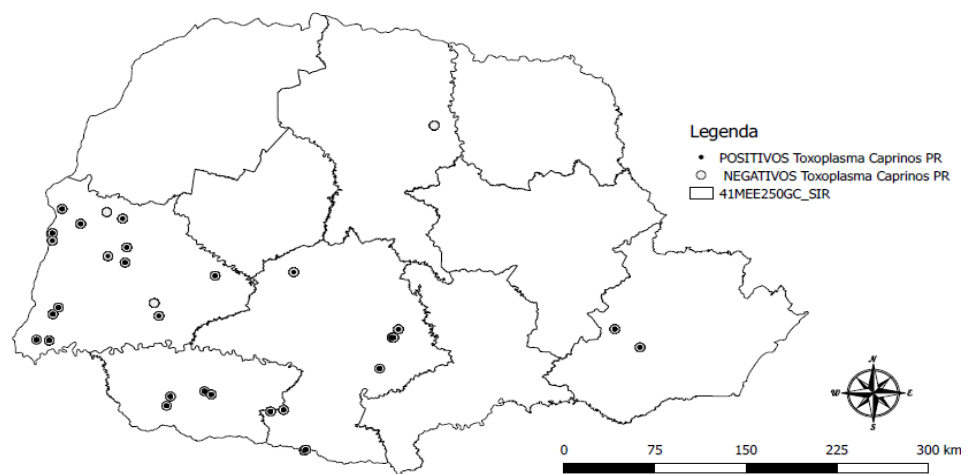 Legenda
POSITIVOS Toxoplasma Caprinos PR
NEGATIVOS Toxoplasma Caprinos PR
41MEE250GC_SIR
N
W E
S
0 75 150 225 300 km